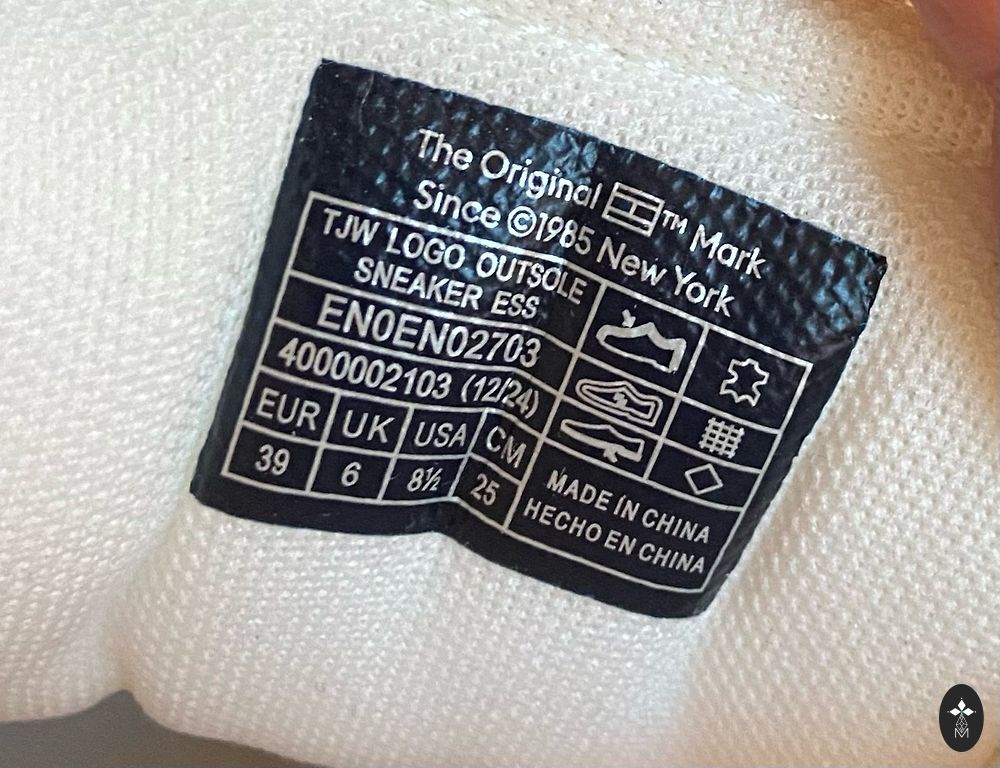 The Original ™ Mark
Since ©1985 New York
TJW LOGO OUTSOLE
SNEAKER ESS
EN0EN02703
4000002103 (12/24)
EUR UK USA CM
39 6 8½ 25
MADE IN CHINA
HECHO EN CHINA
M